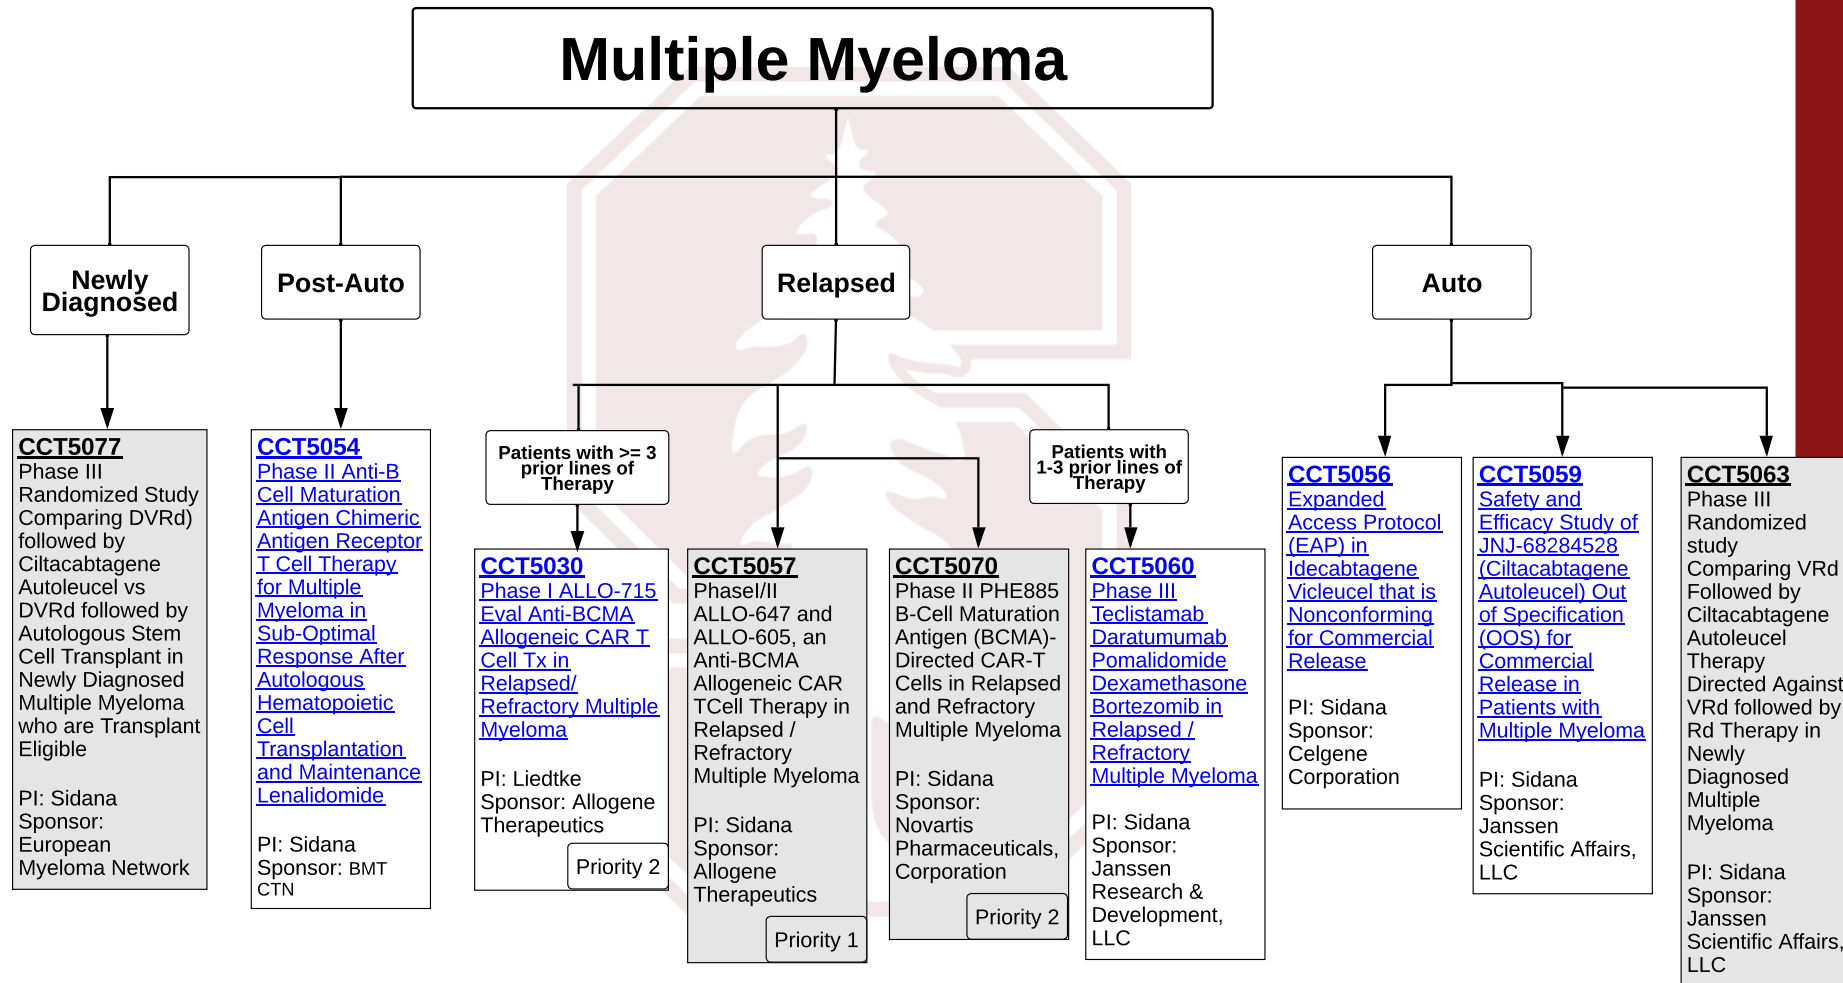 Multiple Myeloma
Newly
Diagnosed
Post-Auto
Relapsed
Auto
CCT5077
Phase III
Randomized Study
Comparing DVRd)
followed by
Ciltacabtagene
Autoleucel vs
DVRd followed by
Autologous Stem
Cell Transplant in
Newly Diagnosed
Multiple Myeloma
who are Transplant
Eligible
PI: Sidana
Sponsor:
European
Myeloma Network
CCT5054
Phase II Anti-B
Cell Maturation
Antigen Chimeric
Antigen Receptor
T Cell Therapy
for Multiple
Myeloma in
Sub-Optimal
Response After
Autologous
Hematopoietic
Cell
Transplantation
and Maintenance
Lenalidomide
PI: Sidana
Sponsor: BMT
CTN
Patients with >= 3
prior lines of
Therapy
CCT5030
Phase I ALLO-715
Eval Anti-BCMA
Allogeneic CAR T
Cell Tx in
Relapsed/
Refractory Multiple
Myeloma
PI: Liedtke
Sponsor: Allogene
Therapeutics
Priority 2
CCT5057
PhaseI/II
ALLO-647 and
ALLO-605, an
Anti-BCMA
Allogeneic CAR
TCell Therapy in
Relapsed /
Refractory
Multiple Myeloma
PI: Sidana
Sponsor:
Allogene
Therapeutics
Priority 1
CCT5070
Phase II PHE885
B-Cell Maturation
Antigen (BCMA)-
Directed CAR-T
Cells in Relapsed
and Refractory
Multiple Myeloma
PI: Sidana
Sponsor:
Novartis
Pharmaceuticals,
Corporation
Priority 2
Patients with
1-3 prior lines of
Therapy
CCT5060
Phase III
Teclistamab
Daratumumab
Pomalidomide
Dexamethasone
Bortezomib in
Relapsed /
Refractory
Multiple Myeloma
PI: Sidana
Sponsor:
Janssen
Research &
Development,
LLC
CCT5056
Expanded
Access Protocol
(EAP) in
Idecabtagene
Vicleucel that is
Nonconforming
for Commercial
Release
PI: Sidana
Sponsor:
Celgene
Corporation
CCT5059
Safety and
Efficacy Study of
JNJ-68284528
(Ciltacabtagene
Autoleucel) Out
of Specification
(OOS) for
Commercial
Release in
Patients with
Multiple Myeloma
PI: Sidana
Sponsor:
Janssen
Scientific Affairs,
LLC
CCT5063
Phase III
Randomized
study
Comparing VRd
Followed by
Ciltacabtagene
Autoleucel
Therapy
Directed Against
VRd followed by
Rd Therapy in
Newly
Diagnosed
Multiple
Myeloma
PI: Sidana
Sponsor:
Janssen
Scientific Affairs,
LLC